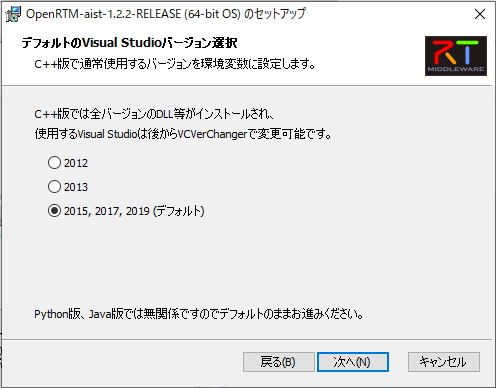 OpenRTM-aist-1.2.2-RELEASE (64-bit OS) のセットアップ
デフォルトのVisual Studioバージョン選択
C++版で通常使用するバージョンを環境変数に設定します。
RT
MIDDLEWARE
C++版では全バージョンのDLL等がインストールされ、
使用するVisual Studioは後からVCVerChangerで変更可能です。
2012
2013
2015, 2017, 2019 (デフォルト)
Python版、Java版では無関係ですのでデフォルトのままお進みください。
戻る(B)
次へ(N)
キャンセル